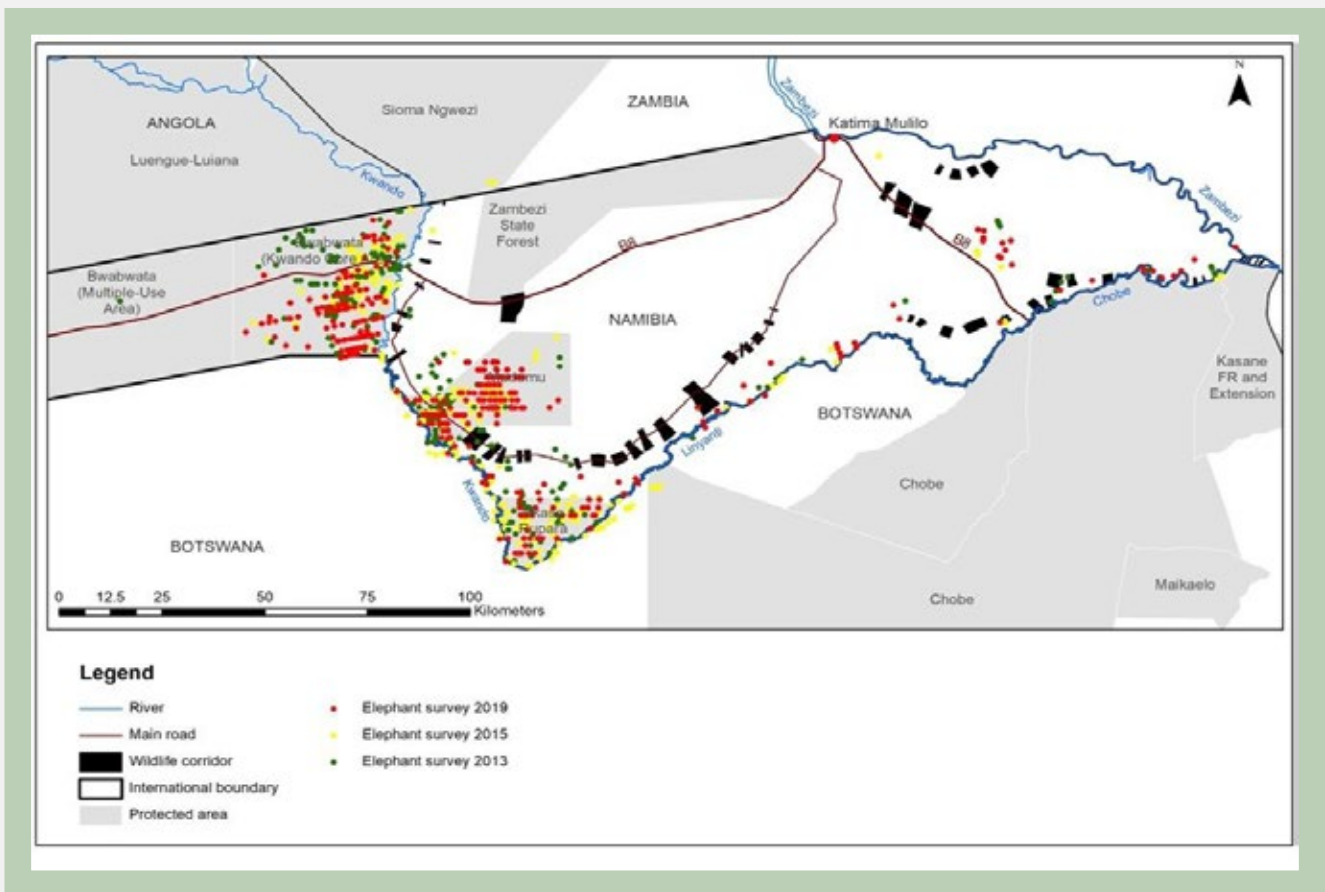 N
ZAMBIA
Sioma Ngwezi
Zambezi
ANGOLA
Katima Mulilo
Luengue-Luiana
Kwando
Zambezi
Zambezi
State
Forest
B8
B8
(Kwando Core
Bwabwata
(Multiple-Use
Area)
Chobe
NAMIBIA
Kasane
FR and
Extension
BOTSWANA
Linyanti
Chobe
Kwando
BOTSWANA
Maikaelo
Chobe
0 12.5 25 50 75 100
Kilometers
Legend
River
Main road
Wildlife corridor
International boundary
Protected area
Elephant survey 2019
Elephant survey 2015
Elephant survey 2013